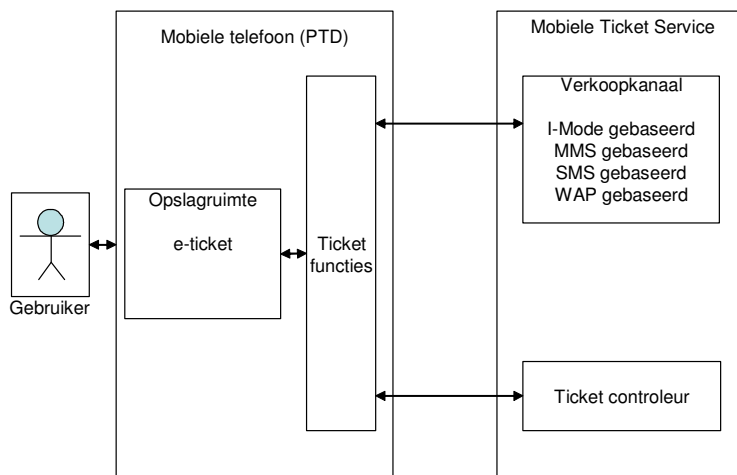 Mobiele telefoon (PTD)
Mobiele Ticket Service
Verkoopkanaal
I-Mode gebaseerd
MMS gebaseerd
SMS gebaseerd
WAP gebaseerd
Opslagruimte
e-ticket
Ticket
functies
Gebruiker
Ticket controleur